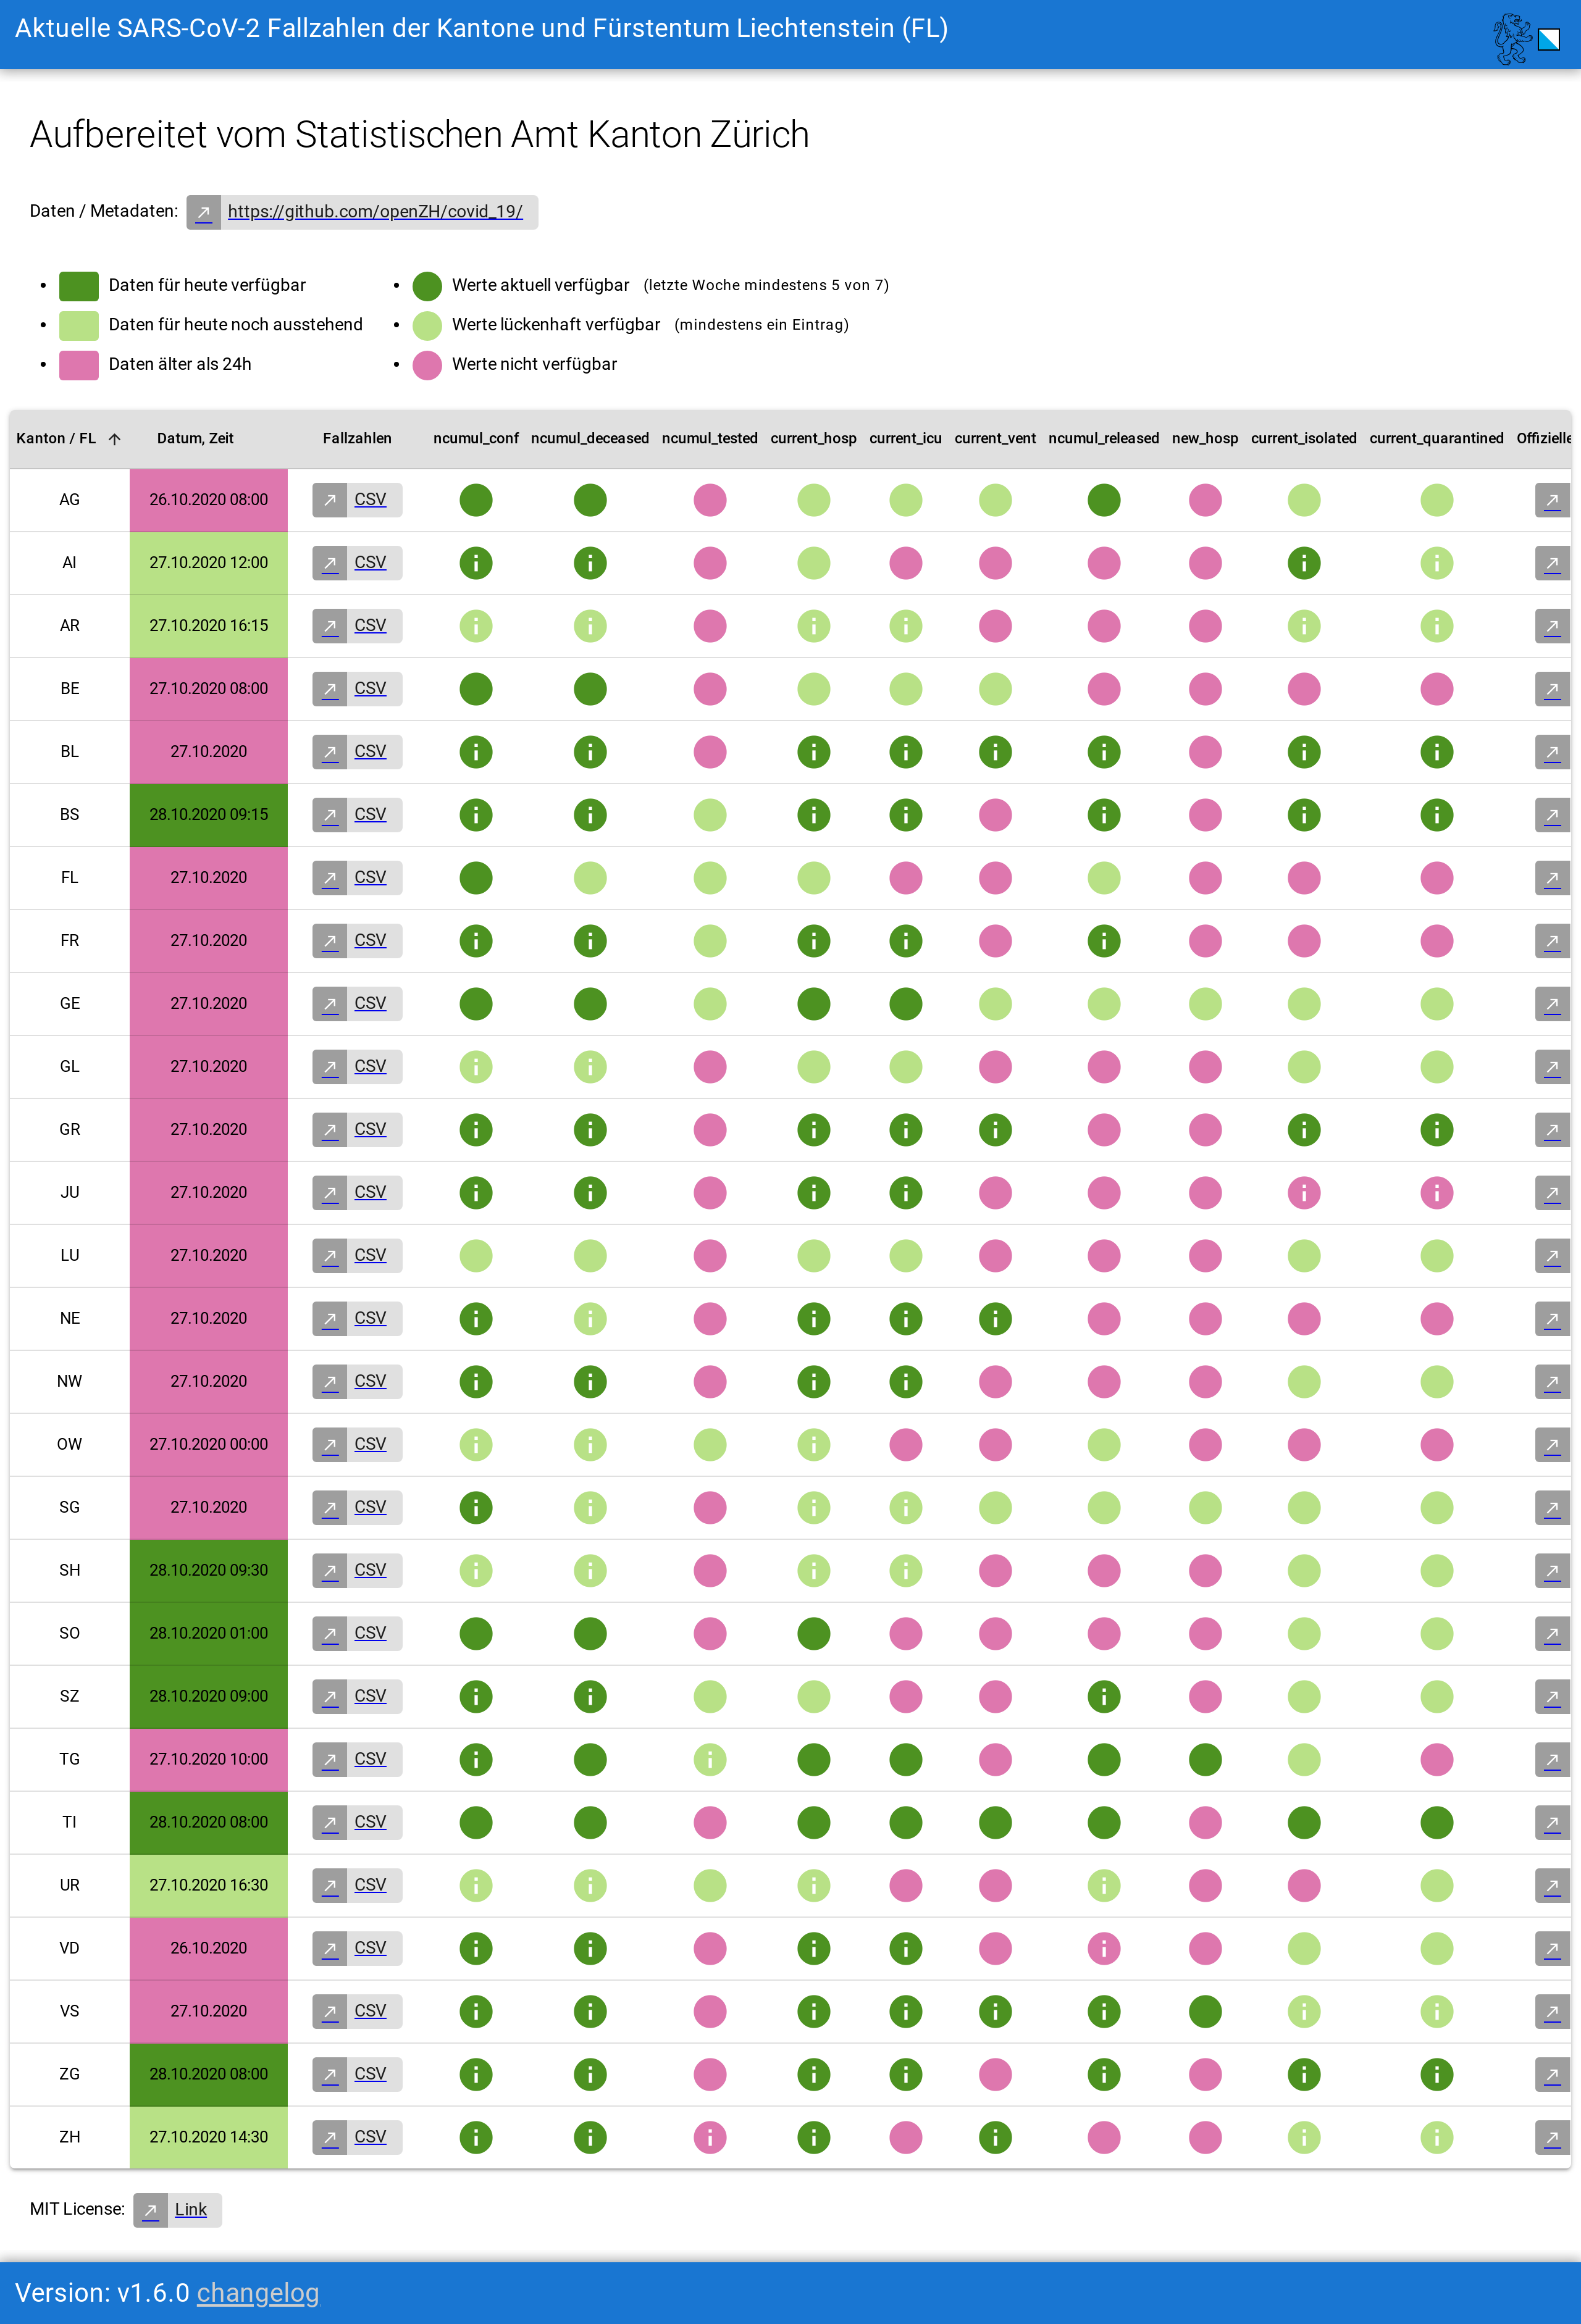 Aktuelle SARS-CoV-2 Fallzahlen der Kantone und Fürstentum Liechtenstein (FL)
Aufbereitet vom Statistischen Amt Kanton Zürich
Daten / Metadaten: https://github.com/openZH/covid_19/
Daten für heute verfügbar
Daten für heute noch ausstehend
Daten älter als 24h
Werte aktuell verfügbar (letzte Woche mindestens 5 von 7)
Werte lückenhaft verfügbar (mindestens ein Eintrag)
Werte nicht verfügbar
Kanton / FL Datum, Zeit Fallzahlen ncumul_conf ncumul_deceased ncumul_tested current_hosp current_icu current_vent ncumul_released new_hosp current_isolated current_quarantined Offizielle
AG 26.10.2020 08:00 CSV
AI 27.10.2020 12:00 CSV
AR 27.10.2020 16:15 CSV
BE 27.10.2020 08:00 CSV
BL 27.10.2020 CSV
BS 28.10.2020 09:15 CSV
FL 27.10.2020 CSV
FR 27.10.2020 CSV
GE 27.10.2020 CSV
GL 27.10.2020 CSV
GR 27.10.2020 CSV
JU 27.10.2020 CSV
LU 27.10.2020 CSV
NE 27.10.2020 CSV
NW 27.10.2020 CSV
OW 27.10.2020 00:00 CSV
SG 27.10.2020 CSV
SH 28.10.2020 09:30 CSV
SO 28.10.2020 01:00 CSV
SZ 28.10.2020 09:00 CSV
TG 27.10.2020 10:00 CSV
TI 28.10.2020 08:00 CSV
UR 27.10.2020 16:30 CSV
VD 26.10.2020 CSV
VS 27.10.2020 CSV
ZG 28.10.2020 08:00 CSV
ZH 27.10.2020 14:30 CSV
MIT License: Link
Version: v1.6.0 changelog